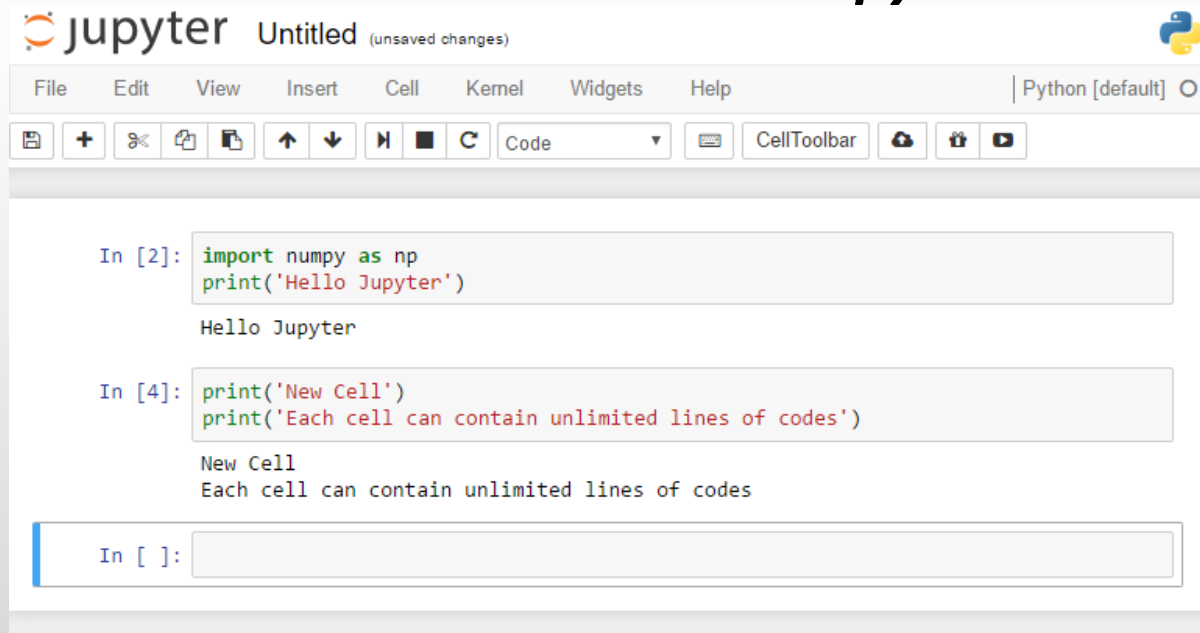 jupyter Untitled (unsaved changes)
File Edit View Insert Cell Kernel Widgets Help Python [default]
Code CellToolbar
In [2]: import numpy as np
print('Hello Jupyter')
Hello Jupyter
In [4]: print('New Cell')
print('Each cell can contain unlimited lines of codes')
New Cell
Each cell can contain unlimited lines of codes
In [ ]: